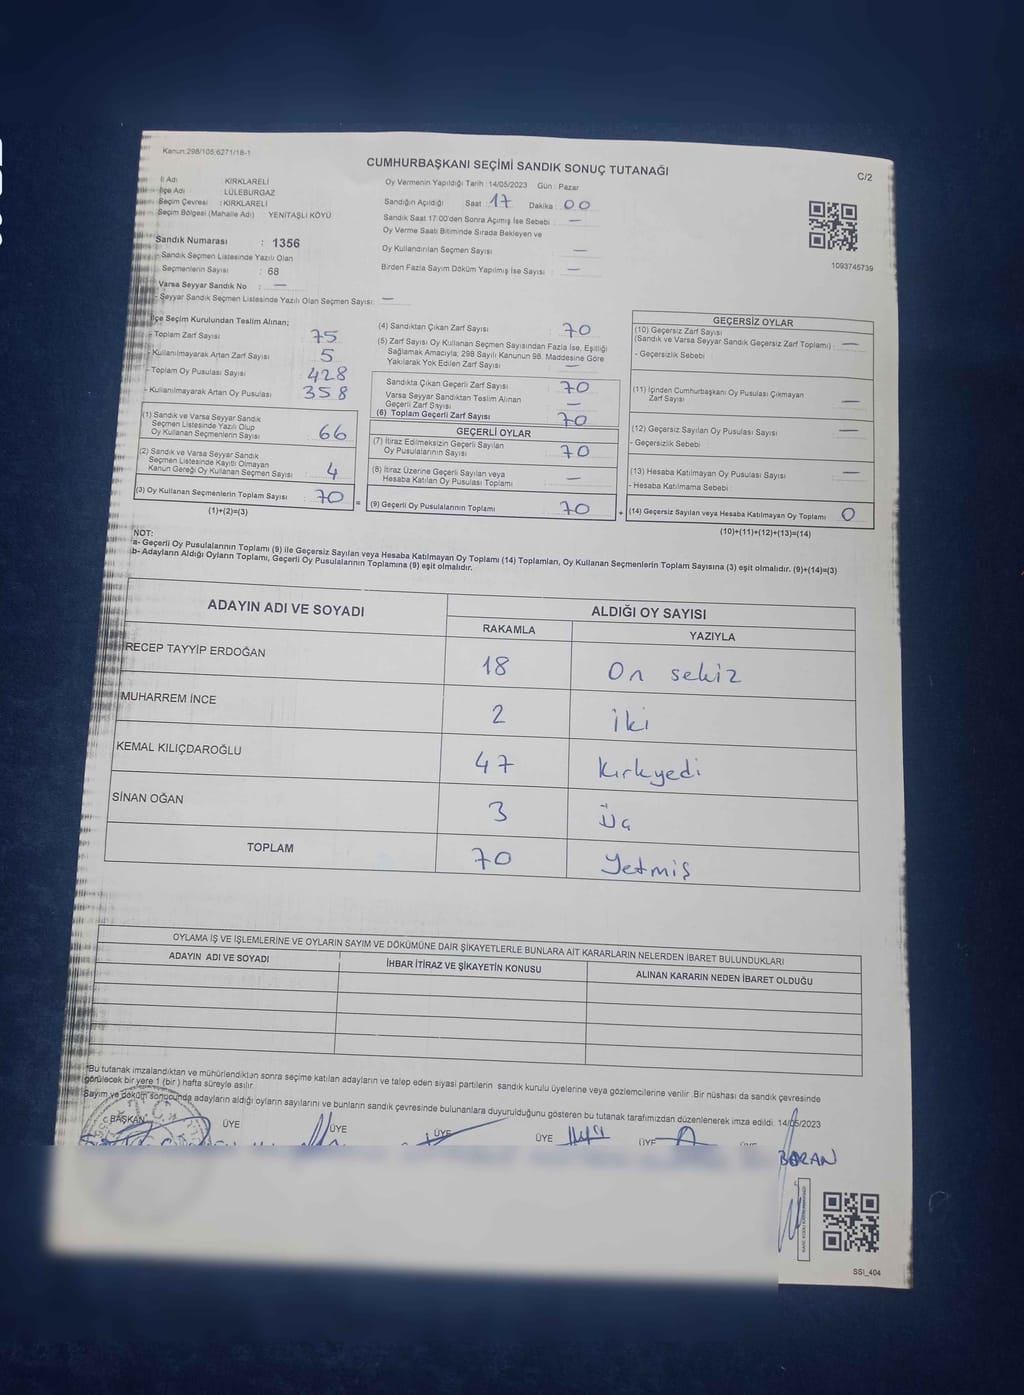 Kanun:298/105;6271/18-1
CUMHURBAŞKANI SEÇİMİ SANDIK SONUÇ TUTANAĞI
C/2
İl Adı KIRKLARELİ
İlçe Adı LÜLEBURGAZ
Seçim Çevresi : KIRKLARELİ
Seçim Bölgesi (Mahalle Adı) YENİTAŞLI KÖYÜ
Oy Vermenin Yapıldığı Tarih : 14/05/2023 Gün : Pazar
Sandığın Açıldığı Saat : 17 Dakika : 00
Sandık Saat 17:00'den Sonra Açımış İse Sebebi : —
Oy Verme Saati Bitiminde Sırada Bekleyen ve
Oy Kullandırılan Seçmen Sayısı —
Birden Fazla Sayım Döküm Yapılmış İse Sayısı : —
1093745739
Sandık Numarası : 1356
- Sandık Seçmen Listesinde Yazılı Olan
Seçmenlerin Sayısı : 68
Varsa Seyyar Sandık No : —
- Seyyar Sandık Seçmen Listesinde Yazılı Olan Seçmen Sayısı: —
İlçe Seçim Kurulundan Teslim Alınan;
- Toplam Zarf Sayısı 75
- Kullanılmayarak Artan Zarf Sayısı 5
- Toplam Oy Pusulası Sayısı 428
- Kullanılmayarak Artan Oy Pusulası 358
(1) Sandık ve Varsa Seyyar Sandık
Seçmen Listesinde Yazılı Olup
Oy Kullanan Seçmenlerin Sayısı 66
(2) Sandık ve Varsa Seyyar Sandık
Seçmen Listesinde Kayıtlı Olmayan
Kanun Gereği Oy Kullanan Seçmen Sayısı : 4
(3) Oy Kullanan Seçmenlerin Toplam Sayısı : 70 =
(1)+(2)=(3)
(4) Sandıktan Çıkan Zarf Sayısı : 70
(5) Zarf Sayısı Oy Kullanan Seçmen Sayısından Fazla İse, Eşitliği
Sağlamak Amacıyla; 298 Sayılı Kanunun 98. Maddesine Göre
Yakılarak Yok Edilen Zarf Sayısı : —
Sandıkta Çıkan Geçerli Zarf Sayısı : 70
Varsa Seyyar Sandıktan Teslim Alınan
Geçerli Zarf Sayısı —
(6) Toplam Geçerli Zarf Sayısı : 70
GEÇERLİ OYLAR
(7) İtiraz Edilmeksizin Geçerli Sayılan
Oy Pusulalarının Sayısı : 70
(8) İtiraz Üzerine Geçerli Sayılan veya
Hesaba Katılan Oy Pusulası Toplamı : —
(9) Geçerli Oy Pusulalarının Toplamı : 70 +
GEÇERSİZ OYLAR
(10) Geçersiz Zarf Sayısı
(Sandık ve Varsa Seyyar Sandık Geçersiz Zarf Toplamı) : —
- Geçersizlik Sebebi
(11) İçinden Cumhurbaşkanı Oy Pusulası Çıkmayan
Zarf Sayısı —
(12) Geçersiz Sayılan Oy Pusulası Sayısı : —
- Geçersizlik Sebebi
(13) Hesaba Katılmayan Oy Pusulası Sayısı : —
- Hesaba Katılmama Sebebi
(14) Geçersiz Sayılan veya Hesaba Katılmayan Oy Toplamı : 0
(10)+(11)+(12)+(13)=(14)
NOT:
a- Geçerli Oy Pusulalarının Toplamı (9) ile Geçersiz Sayılan veya Hesaba Katılmayan Oy Toplamı (14) Toplamları, Oy Kullanan Seçmenlerin Toplam Sayısına (3) eşit olmalıdır. (9)+(14)=(3)
b- Adayların Aldığı Oyların Toplamı, Geçerli Oy Pusulalarının Toplamına (9) eşit olmalıdır.
ADAYIN ADI VE SOYADI ALDIĞI OY SAYISI
RAKAMLA YAZIYLA
RECEP TAYYİP ERDOĞAN 18 On sekiz
MUHARREM İNCE 2 iki
KEMAL KILIÇDAROĞLU 47 Kırkyedi
SİNAN OĞAN 3 Üç
TOPLAM 70 Yetmiş
OYLAMA İŞ VE İŞLEMLERİNE VE OYLARIN SAYIM VE DÖKÜMÜNE DAİR ŞİKAYETLERLE BUNLARA AİT KARARLARIN NELERDEN İBARET BULUNDUKLARI
ADAYIN ADI VE SOYADI İHBAR İTİRAZ VE ŞİKAYETİN KONUSU ALINAN KARARIN NEDEN İBARET OLDUĞU
*Bu tutanak imzalandıktan ve mühürlendikten sonra seçime katılan adayların ve talep eden siyasi partilerin sandık kurulu üyelerine veya gözlemcilerine verilir .Bir nüshası da sandık çevresinde
görülecek bir yere 1 (bir ) hafta süreyle asılır.
Sayım ve döküm sonucunda adayların aldığı oyların sayılarını ve bunların sandık çevresinde bulunanlara duyurulduğunu gösteren bu tutanak tarafımızdan düzenlenerek imza edildi. 14/05/2023
BAŞKAN ÜYE ÜYE ÜYE ÜYE ÜYE
BARAN
SSI_404